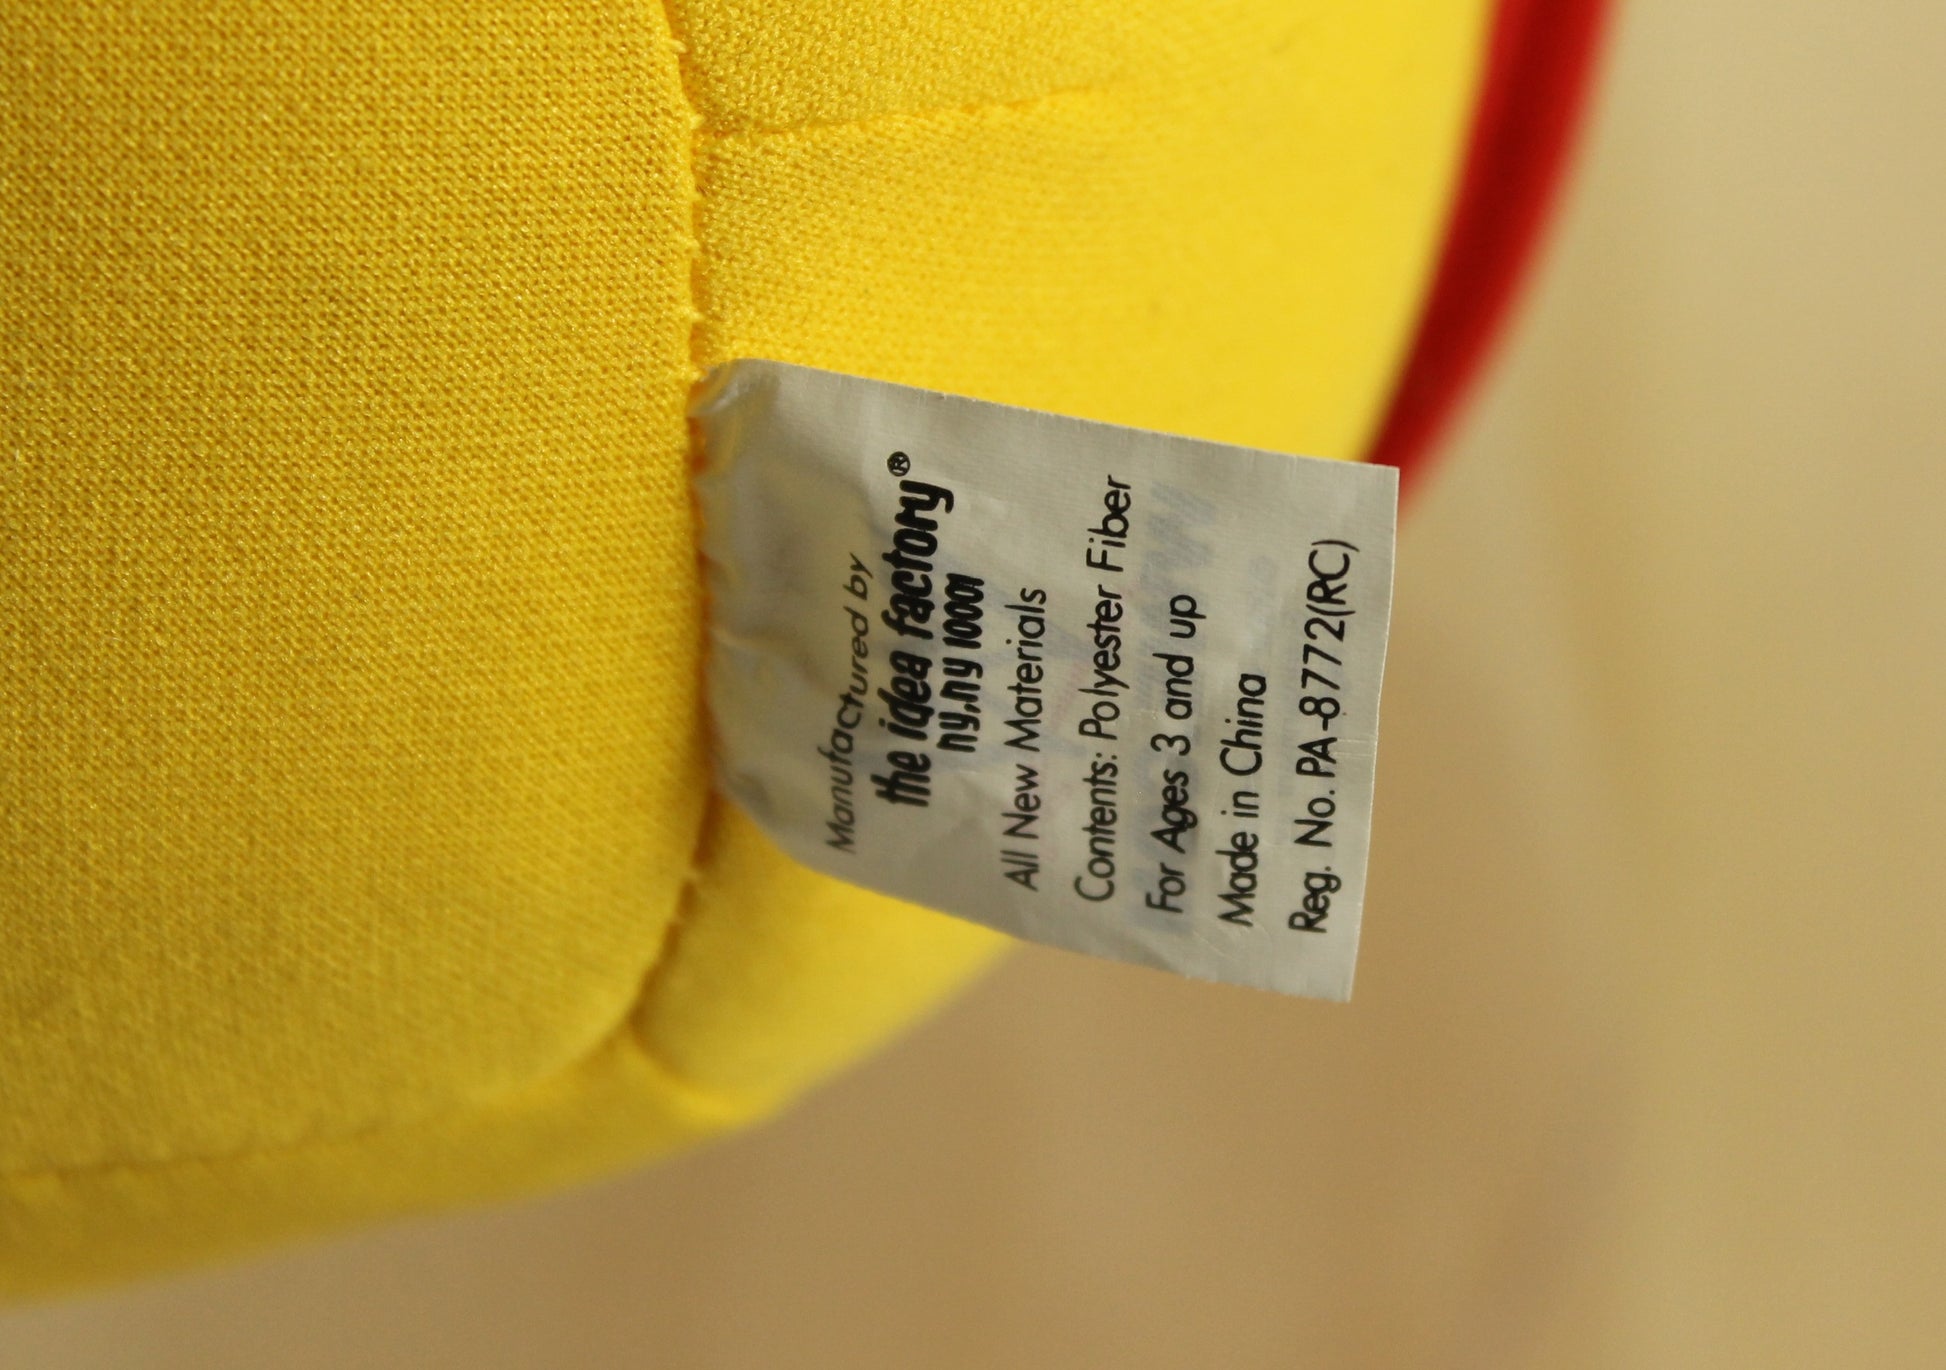 Manufactured by
the idea factory®
ny,ny 10001
All New Materials
Contents: Polyester Fiber
For Ages 3 and up
Made in China
Reg. No. PA-8772(RC)